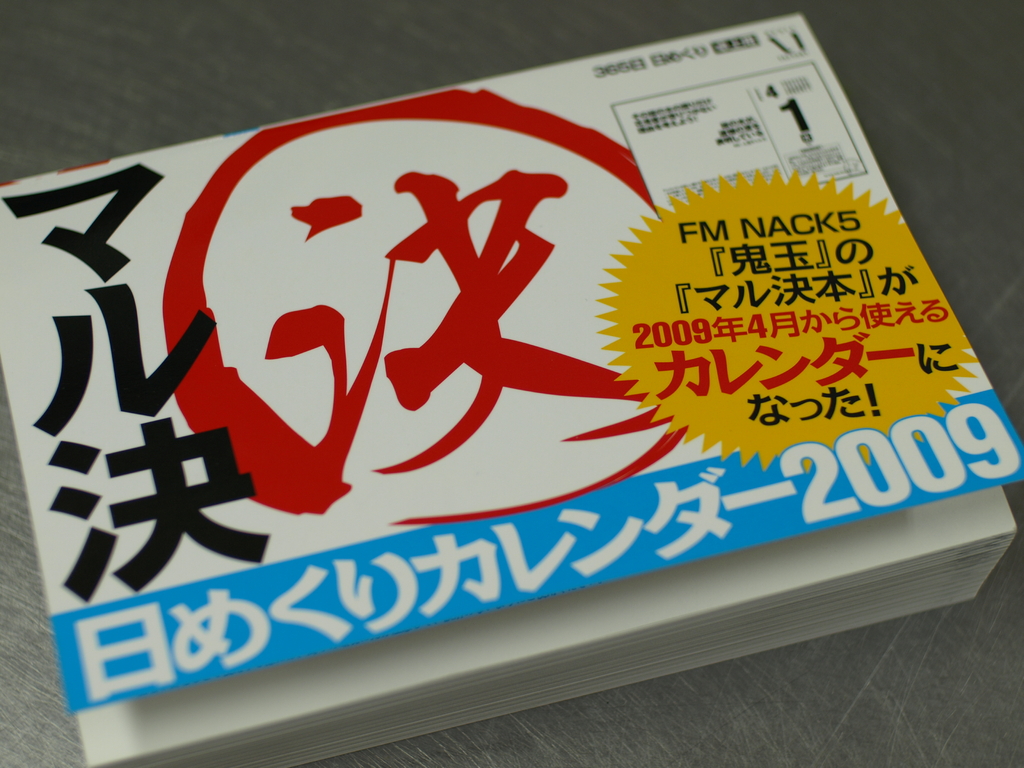 365日 日めくり
4
1
マル決
決
FM NACK5
『鬼玉』の
『マル決本』が
2009年4月から使える
カレンダーに
なった!
日めくりカレンダー2009